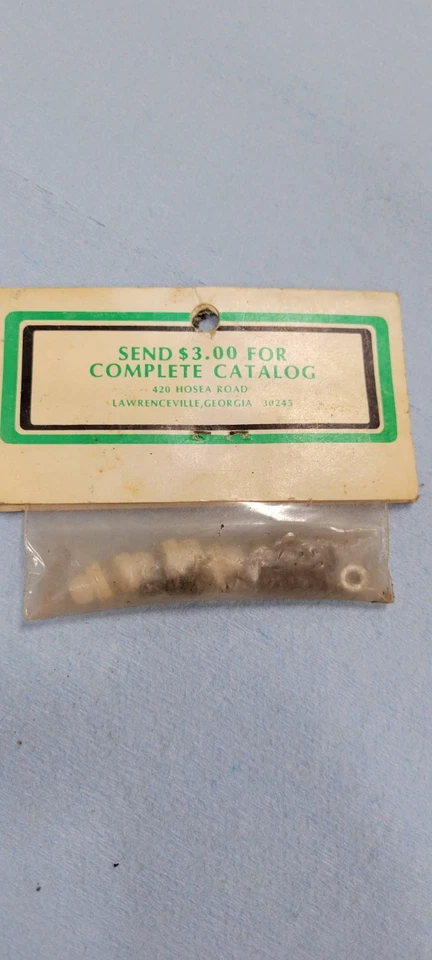 SEND $3.00 FOR
COMPLETE CATALOG
420 HOSEA ROAD
LAWRENCEVILLE, GEORGIA 30245